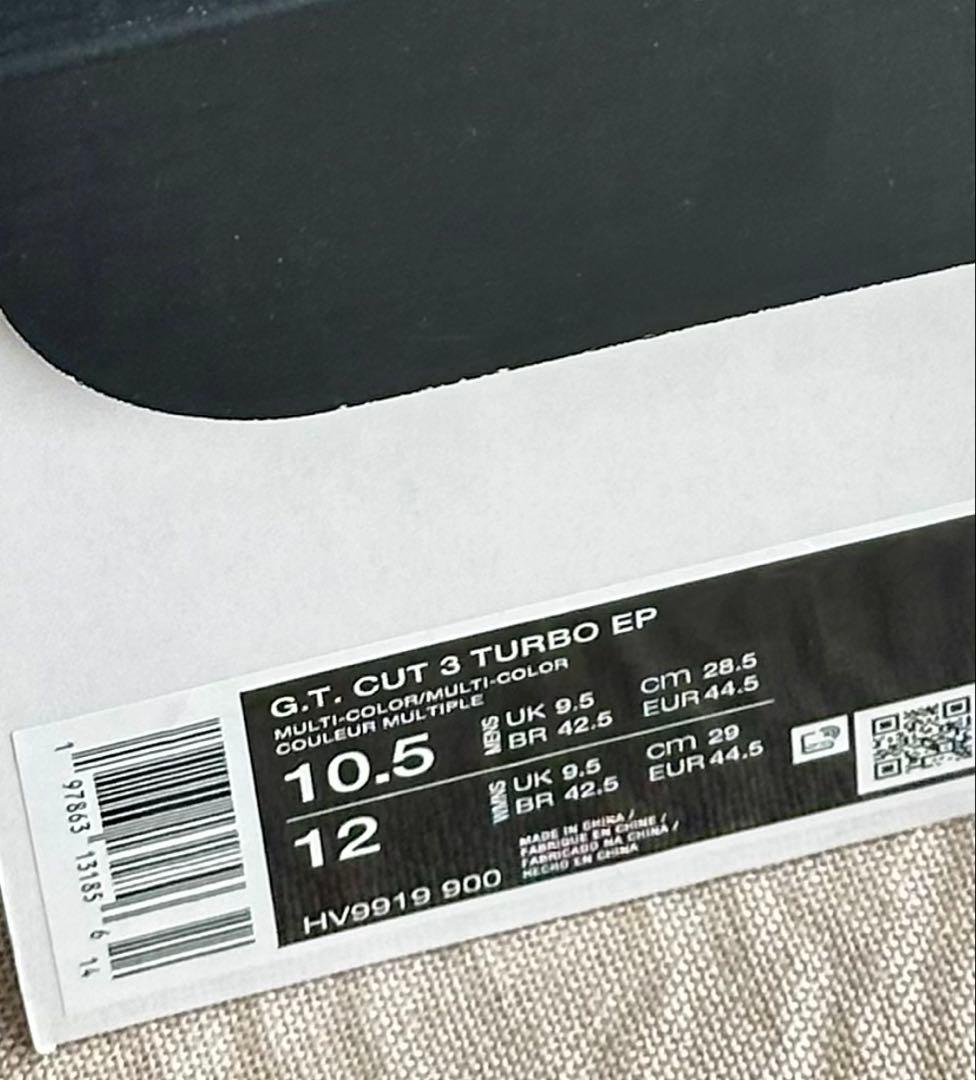 G.T. CUT 3 TURBO EP
MULTI-COLOR/MULTI-COLOR
COULEUR MULTIPLE
10.5
MENS
UK 9.5
BR 42.5
cm 28.5
EUR 44.5
12
WMNS
UK 9.5
BR 42.5
cm 29
EUR 44.5
HV9919 900
MADE IN CHINA /
FABRIQUE EN CHINE /
FABRICADO NA CHINA /
HECHO EN CHINA
1 97863 13185 6 14